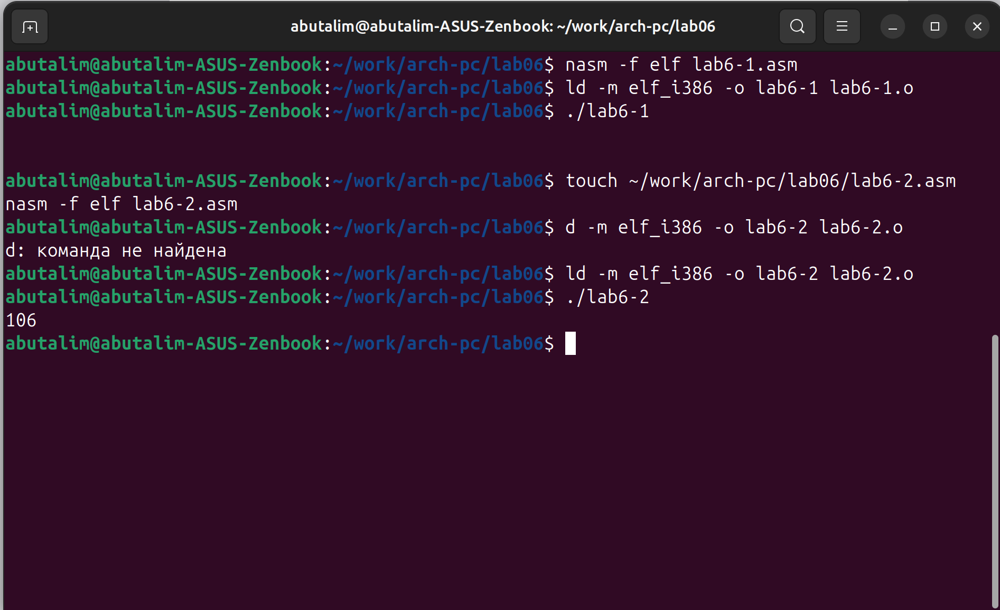 abutalim@abutalim-ASUS-Zenbook: ~/work/arch-pc/lab06
abutalim@abutalim-ASUS-Zenbook:~/work/arch-pc/lab06$ nasm -f elf lab6-1.asm
abutalim@abutalim-ASUS-Zenbook:~/work/arch-pc/lab06$ ld -m elf_i386 -o lab6-1 lab6-1.o
abutalim@abutalim-ASUS-Zenbook:~/work/arch-pc/lab06$ ./lab6-1
abutalim@abutalim-ASUS-Zenbook:~/work/arch-pc/lab06$ touch ~/work/arch-pc/lab06/lab6-2.asm
nasm -f elf lab6-2.asm
abutalim@abutalim-ASUS-Zenbook:~/work/arch-pc/lab06$ d -m elf_i386 -o lab6-2 lab6-2.o
d: команда не найдена
abutalim@abutalim-ASUS-Zenbook:~/work/arch-pc/lab06$ ld -m elf_i386 -o lab6-2 lab6-2.o
abutalim@abutalim-ASUS-Zenbook:~/work/arch-pc/lab06$ ./lab6-2
106
abutalim@abutalim-ASUS-Zenbook:~/work/arch-pc/lab06$